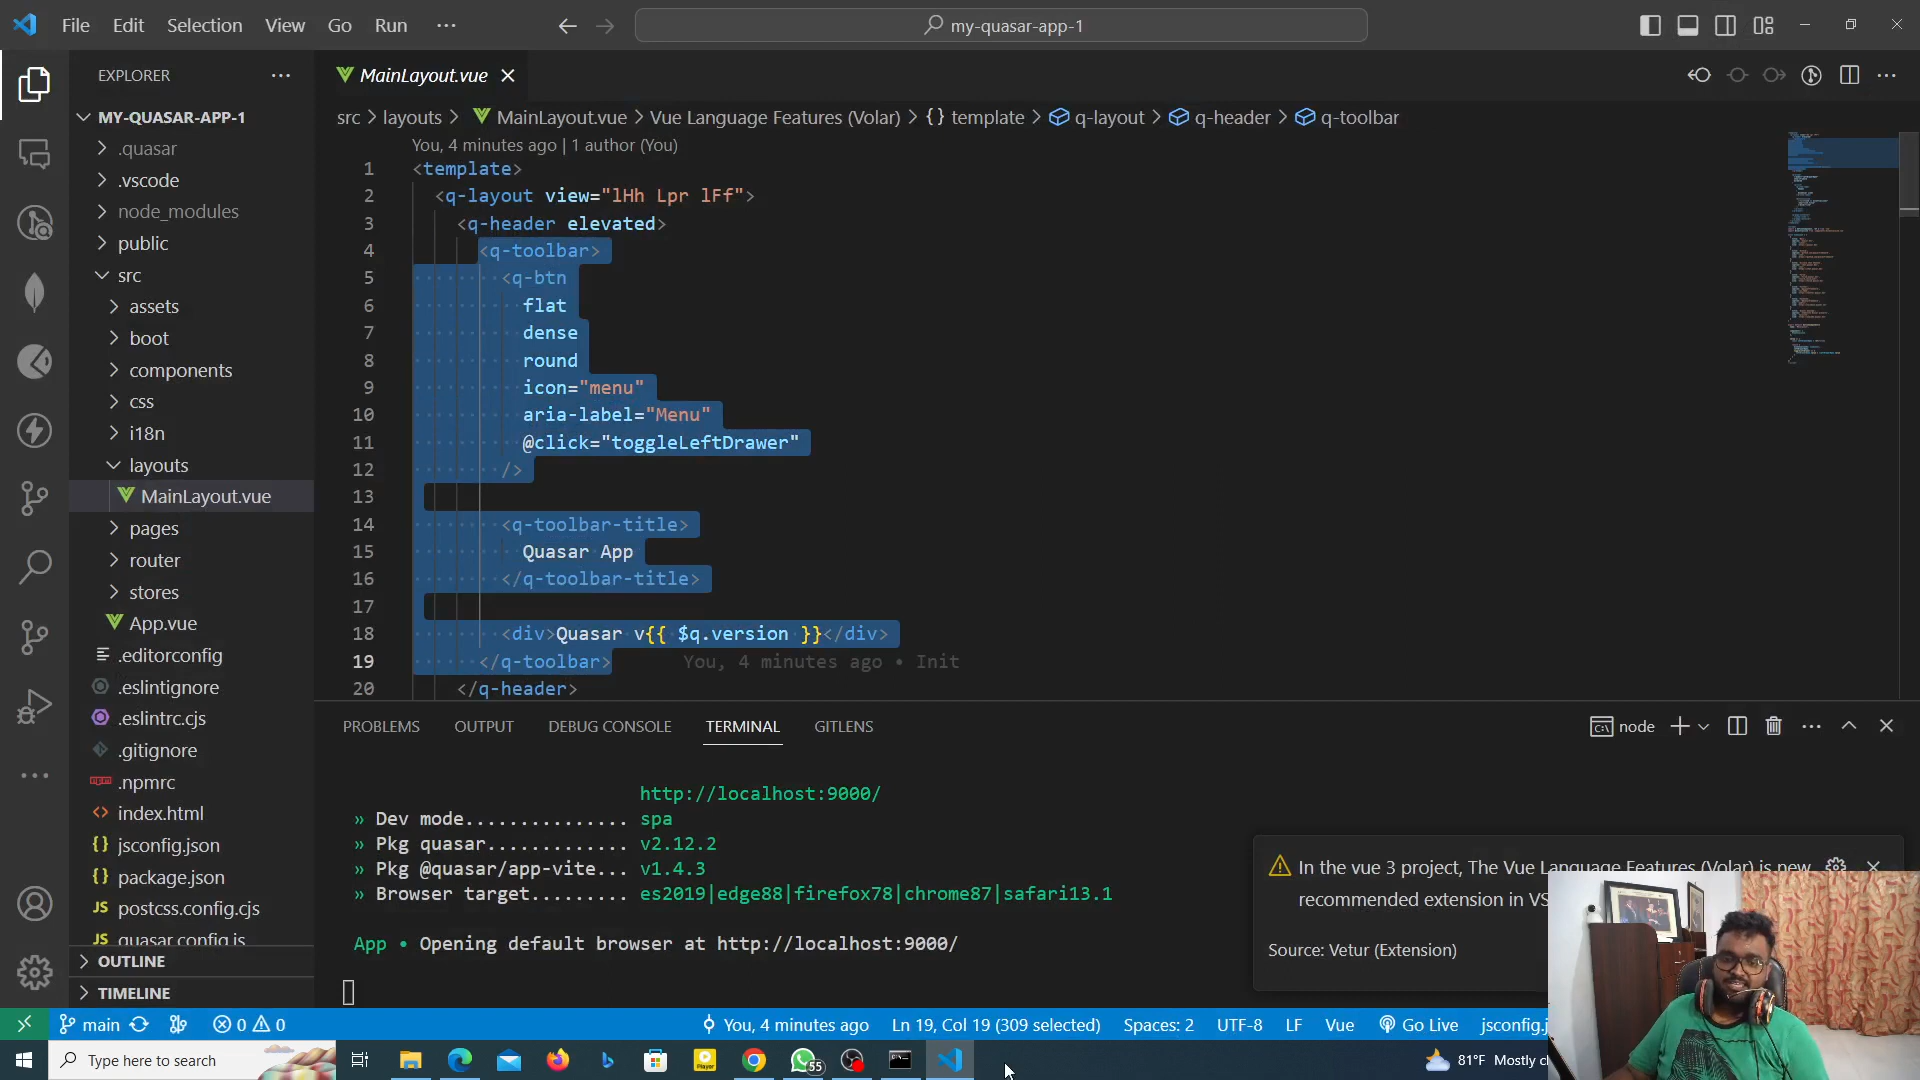 File Edit Selection View Go Run ···
my-quasar-app-1
EXPLORER
MY-QUASAR-APP-1
.quasar
.vscode
node_modules
public
src
assets
boot
components
css
i18n
layouts
MainLayout.vue
pages
router
stores
App.vue
.editorconfig
.eslintignore
.eslintrc.cjs
.gitignore
.npmrc
index.html
jsconfig.json
package.json
postcss.config.cjs
quasar.config.js
OUTLINE
TIMELINE
MainLayout.vue
src > layouts > MainLayout.vue > Vue Language Features (Volar) > {} template > q-layout > q-header > q-toolbar
You, 4 minutes ago | 1 author (You)
1 <template>
2 <q-layout view="lHh Lpr lFf">
3 <q-header elevated>
4 <q-toolbar>
5 <q-btn
6 flat
7 dense
8 round
9 icon="menu"
10 aria-label="Menu"
11 @click="toggleLeftDrawer"
12 />
13
14 <q-toolbar-title>
15 Quasar App
16 </q-toolbar-title>
17
18 <div>Quasar v{{ $q.version }}</div>
19 </q-toolbar> You, 4 minutes ago • Init
20 </q-header>
PROBLEMS OUTPUT DEBUG CONSOLE TERMINAL GITLENS
node
http://localhost:9000/
» Dev mode............... spa
» Pkg quasar............. v2.12.2
» Pkg @quasar/app-vite... v1.4.3
» Browser target......... es2019|edge88|firefox78|chrome87|safari13.1
App • Opening default browser at http://localhost:9000/
In the vue 3 project, The Vue Language Features (Volar) is new
recommended extension in VS
Source: Vetur (Extension)
main 0 0 You, 4 minutes ago Ln 19, Col 19 (309 selected) Spaces: 2 UTF-8 LF Vue Go Live jsconfig.j
Type here to search
Player
55
81°F Mostly c